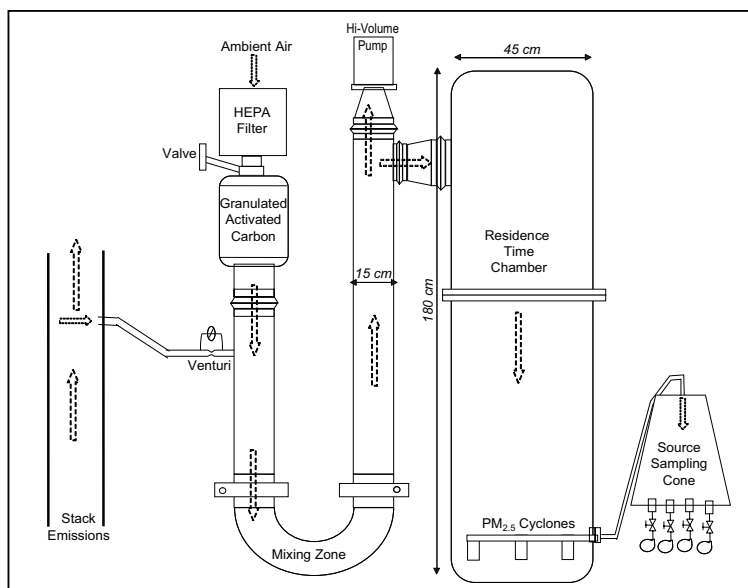 Hi-Volume
Pump
45 cm
Ambient Air
HEPA
Filter
Valve
Granulated
Activated
Carbon
Residence
Time
Chamber
15 cm
180 cm
Venturi
Source
Sampling
Cone
PM2.5 Cyclones
Stack
Emissions
Mixing Zone